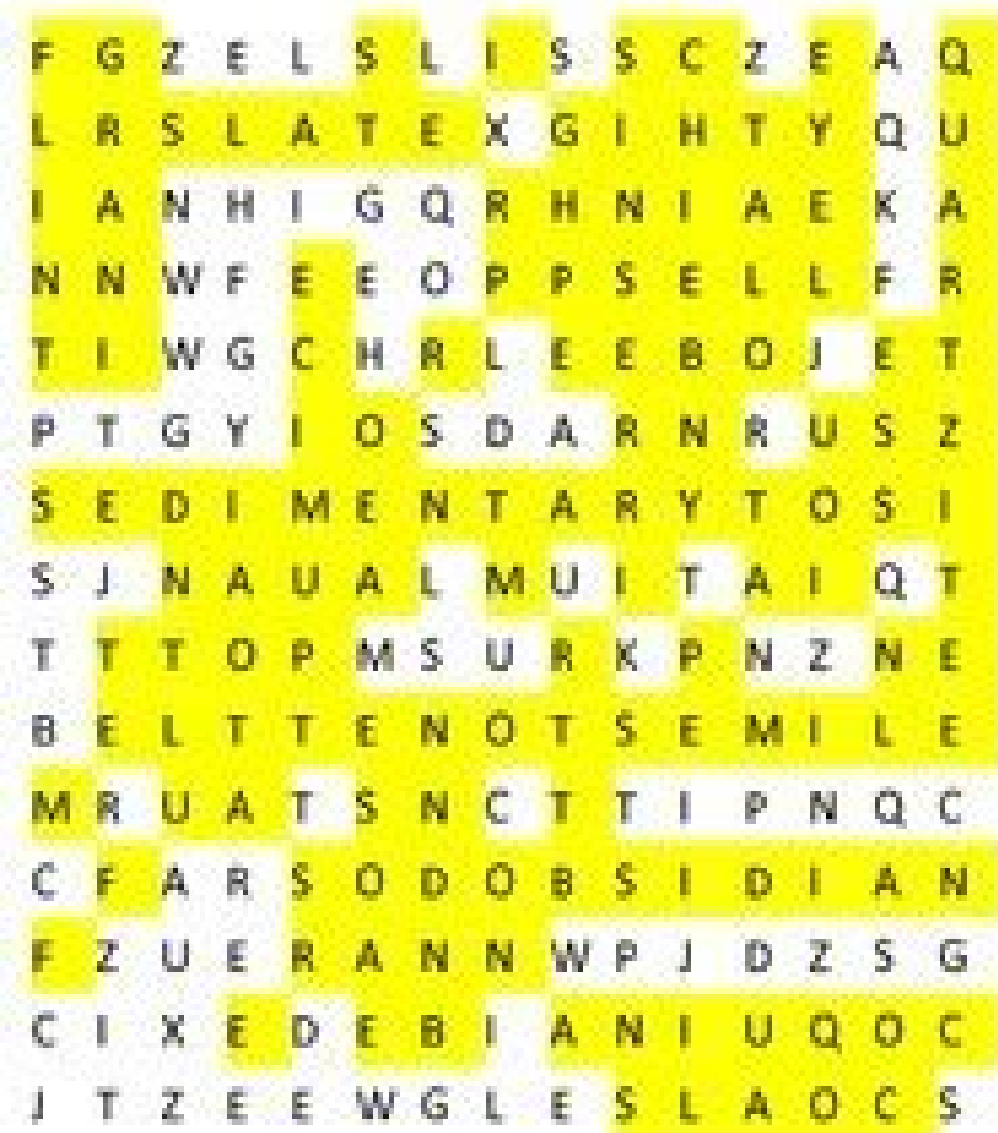 F G Z E L S L I S S C Z E A Q
L R S L A T E X G I H T Y Q U
I A N H I G Q R H N I A E K A
N N W F E E O P P S E L L F R
T I W G C H R L E E B O J E T
P T G Y I O S D A R N R U S Z
S E D I M E N T A R Y T O S I
S J N A U A L M U I T A I Q T
T T T O P M S U R K P N Z N E
B E L T T E N O T S E M I L E
M R U A T S N C T T I P N Q C
C F A R S O D O B S I D I A N
F Z U E R A N N W P J D Z S G
C I X E D E B I A N I U Q O C
J T Z E E W G L E S L A O C S